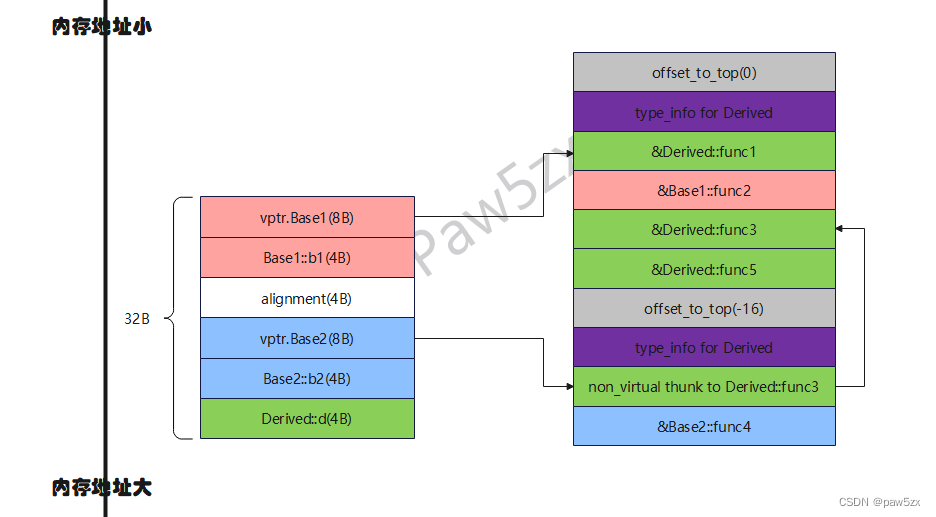 内存地址小
offset_to_top(0)
type_info for Derived
&Derived::func1
&Base1::func2
&Derived::func3
&Derived::func5
offset_to_top(-16)
type_info for Derived
non_virtual thunk to Derived::func3
&Base2::func4
vptr.Base1(8B)
Base1::b1(4B)
alignment(4B)
vptr.Base2(8B)
Base2::b2(4B)
Derived::d(4B)
32B
Paw5zx
内存地址大
CSDN @paw5zx